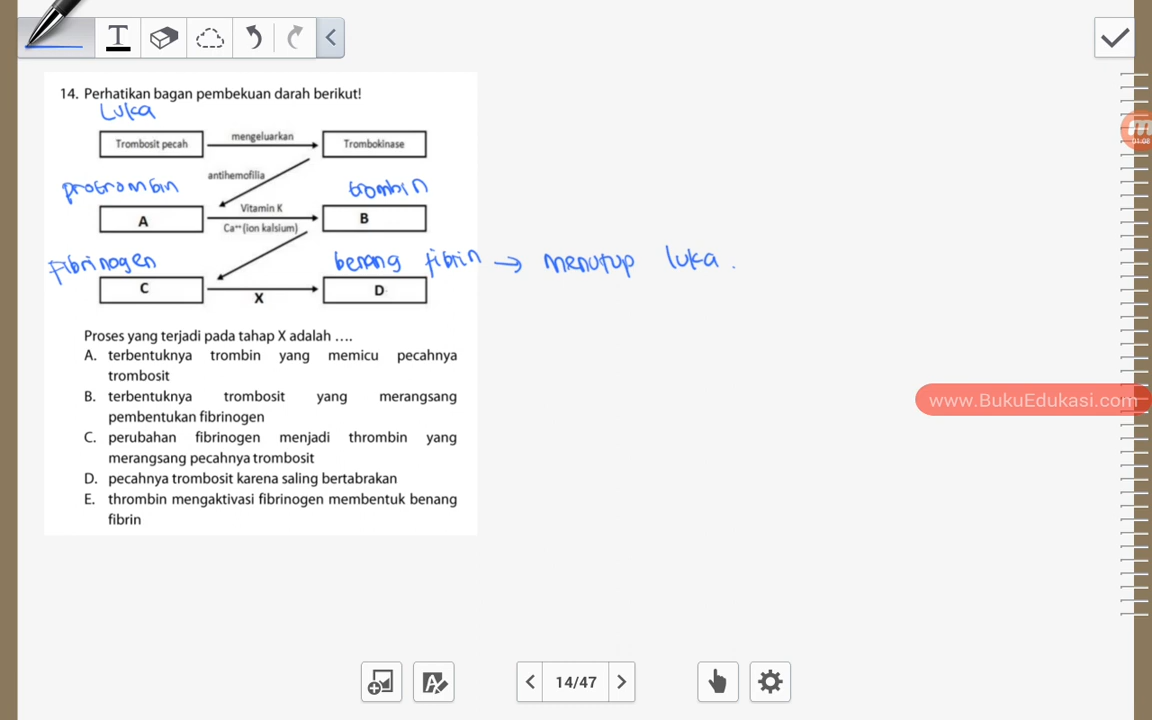 T
14. Perhatikan bagan pembekuan darah berikut!
Luka
Trombosit pecah
mengeluarkan
Trombokinase
antihemofilia
protrombin
trombin
A
Vitamin K
Ca⁺⁺(ion kalsium)
B
Fibrinogen
benang fibrin → menutup luka.
C
X
D
Proses yang terjadi pada tahap X adalah ....
A. terbentuknya trombin yang memicu pecahnya
trombosit
B. terbentuknya trombosit yang merangsang
pembentukan fibrinogen
C. perubahan fibrinogen menjadi thrombin yang
merangsang pecahnya trombosit
D. pecahnya trombosit karena saling bertabrakan
E. thrombin mengaktivasi fibrinogen membentuk benang
fibrin
01:08
www.BukuEdukasi.com
14/47